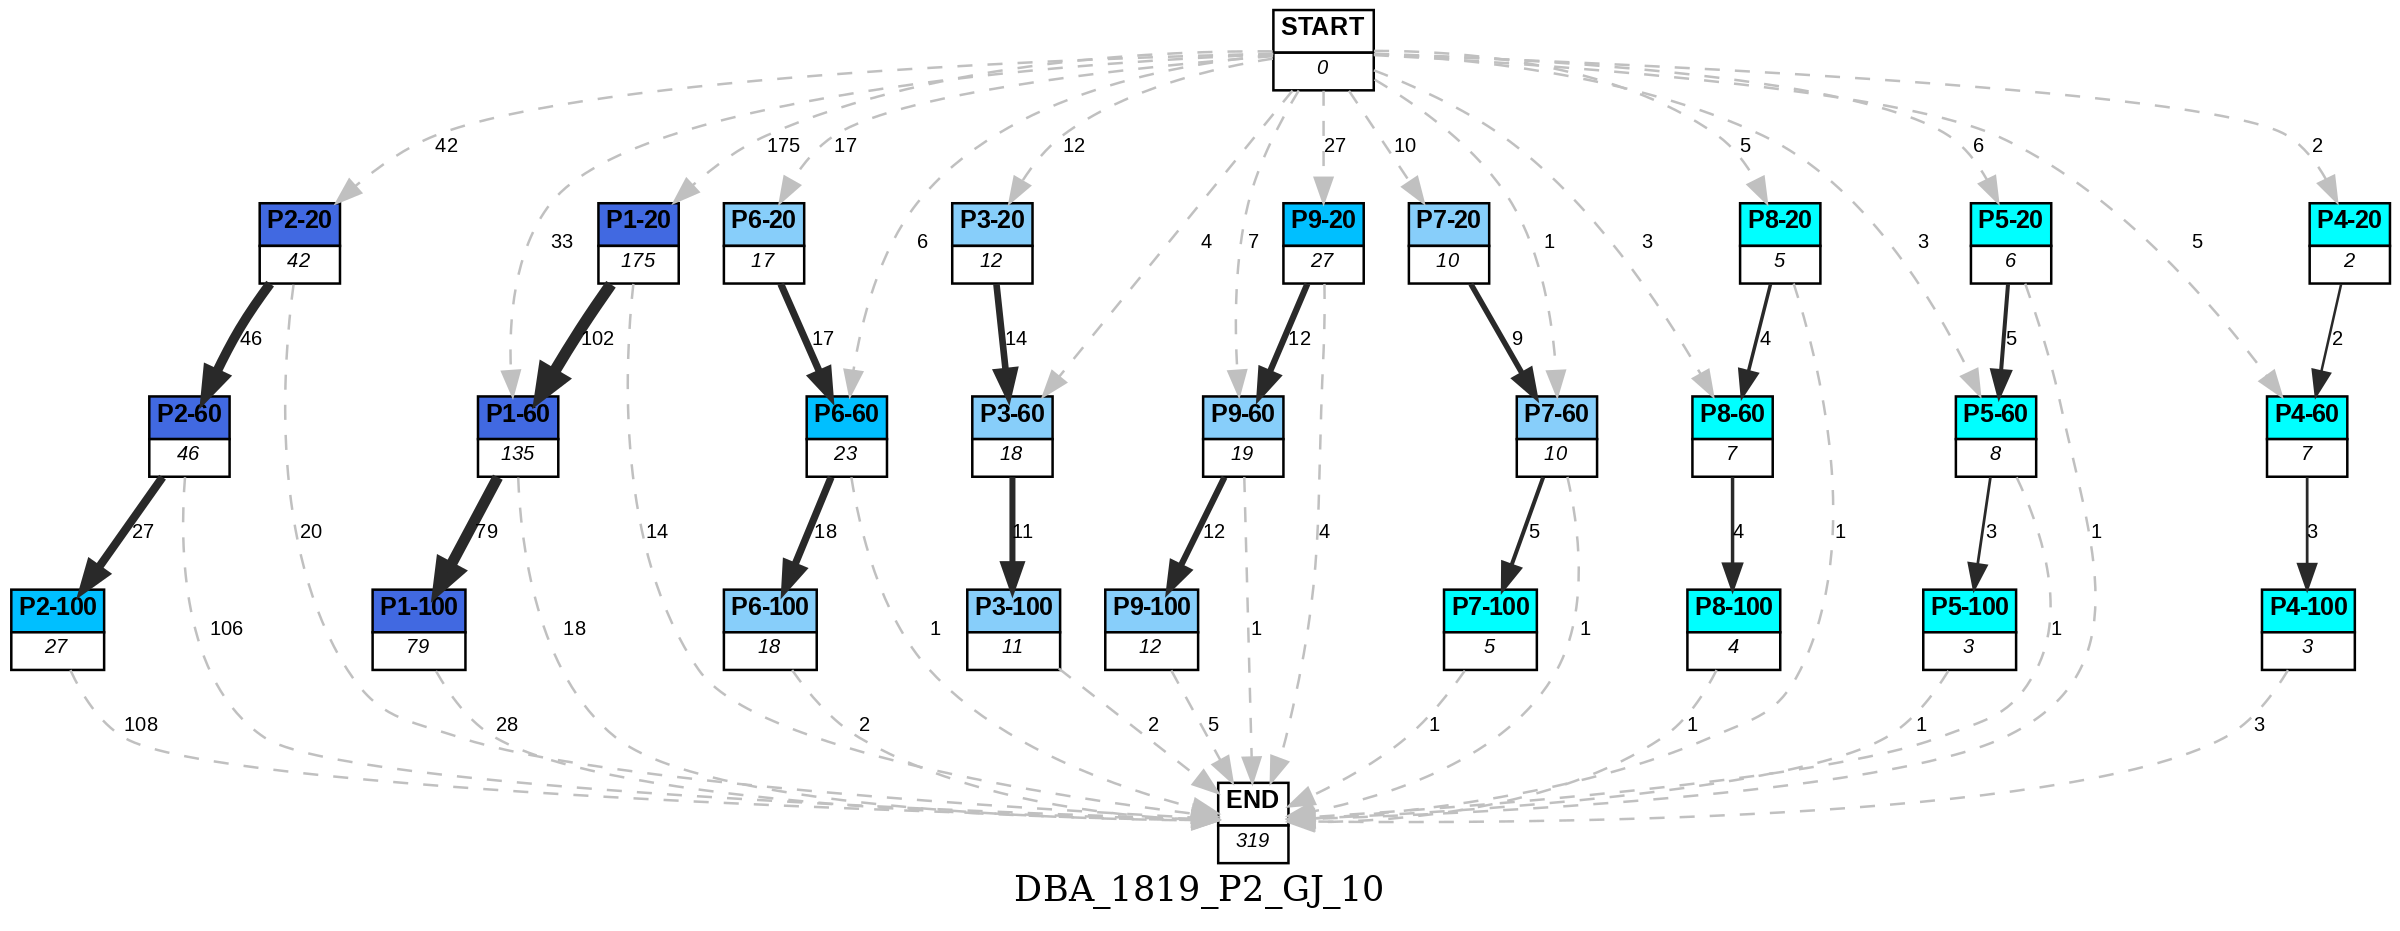 START
0
42
175
17
12
27
10
5
6
2
P2-20
42
33
P1-20
175
P6-20
17
6
P3-20
12
4
7
P9-20
27
P7-20
10
1
3
P8-20
5
3
P5-20
6
5
P4-20
2
46
102
17
14
12
9
4
5
2
P2-60
46
P1-60
135
P6-60
23
P3-60
18
P9-60
19
P7-60
10
P8-60
7
P5-60
8
P4-60
7
27
20
79
14
18
11
12
4
5
4
1
3
1
3
P2-100
27
106
P1-100
79
18
P6-100
18
1
P3-100
11
P9-100
12
1
P7-100
5
1
P8-100
4
P5-100
3
1
P4-100
3
108
28
2
2
5
1
1
1
3
END
319
DBA_1819_P2_GJ_10